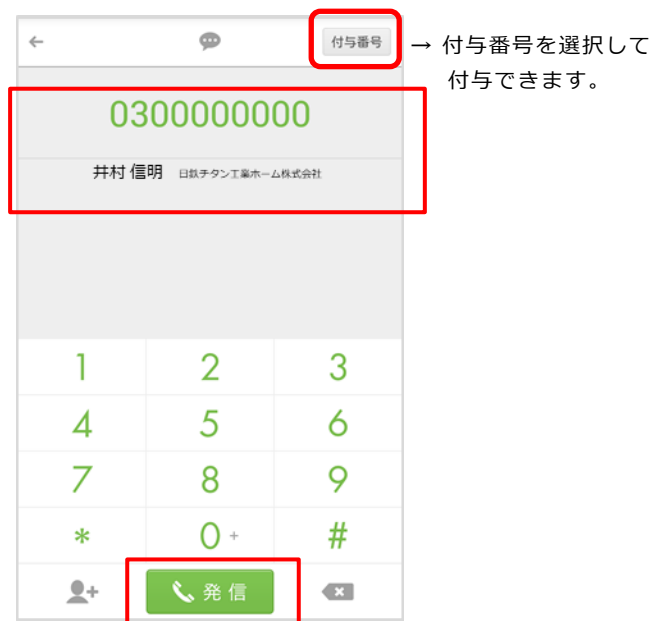 ← 付与番号
→ 付与番号を選択して
付与できます。
0300000000
井村 信明 日鉄チタン工業ホーム株式会社
1 2 3
4 5 6
7 8 9
* 0 + #
発信